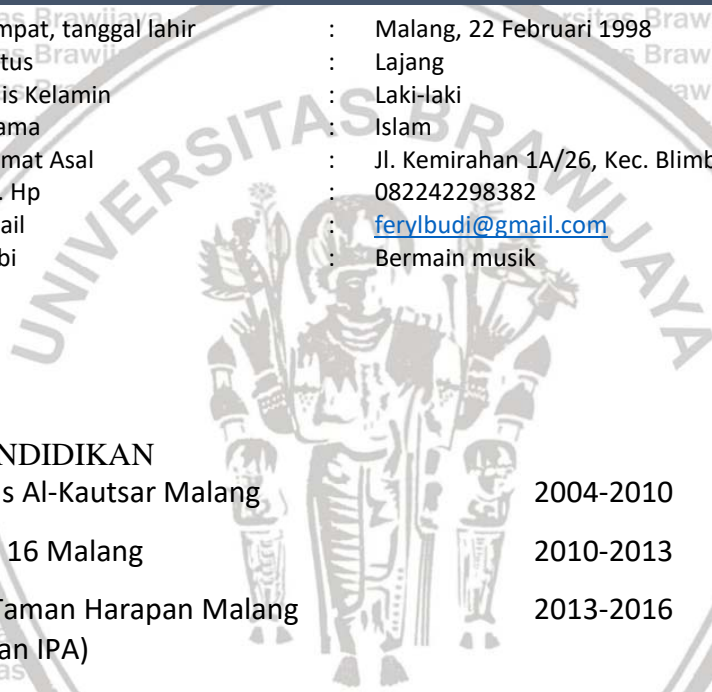 mpat, tanggal lahir : Malang, 22 Februari 1998
tus : Lajang
is Kelamin : Laki-laki
ama : Islam
mat Asal : Jl. Kemirahan 1A/26, Kec. Blimb
. Hp : 082242298382
ail : ferylbudi@gmail.com
bi : Bermain musik
UNIVERSITAS BRAWIJAYA
NDIDIKAN
s Al-Kautsar Malang 2004-2010
16 Malang 2010-2013
Taman Harapan Malang 2013-2016
an IPA)